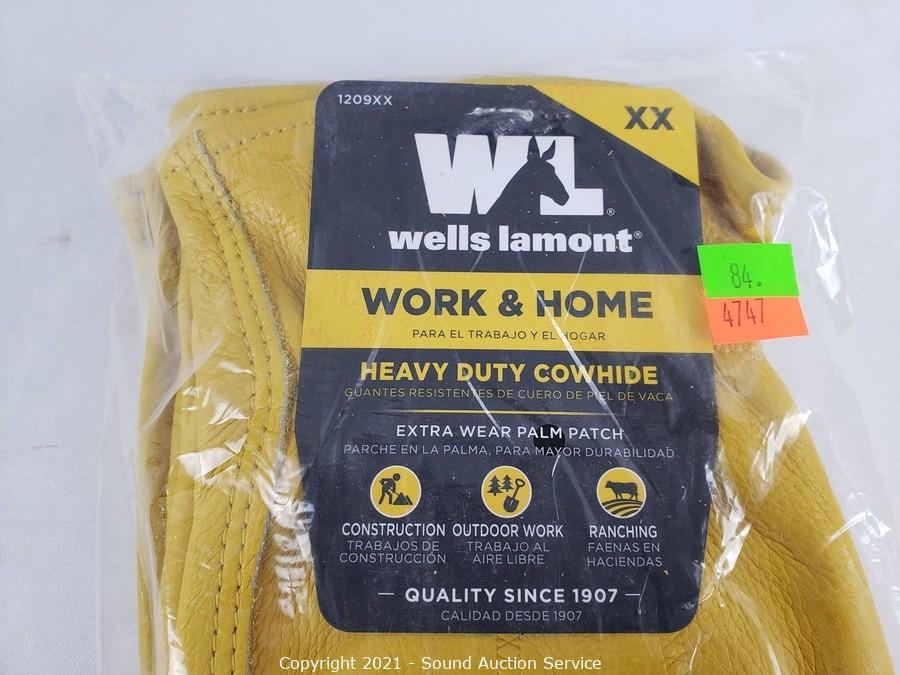 1209XX
XX
WL®
wells lamont®
WORK & HOME
PARA EL TRABAJO Y EL HOGAR
HEAVY DUTY COWHIDE
GUANTES RESISTENTES DE CUERO DE PIEL DE VACA
EXTRA WEAR PALM PATCH
PARCHE EN LA PALMA, PARA MAYOR DURABILIDAD
CONSTRUCTION
TRABAJOS DE
CONSTRUCCIÓN
OUTDOOR WORK
TRABAJO AL
AIRE LIBRE
RANCHING
FAENAS EN
HACIENDAS
— QUALITY SINCE 1907 —
CALIDAD DESDE 1907
84.
4747
Copyright 2021 - Sound Auction Service